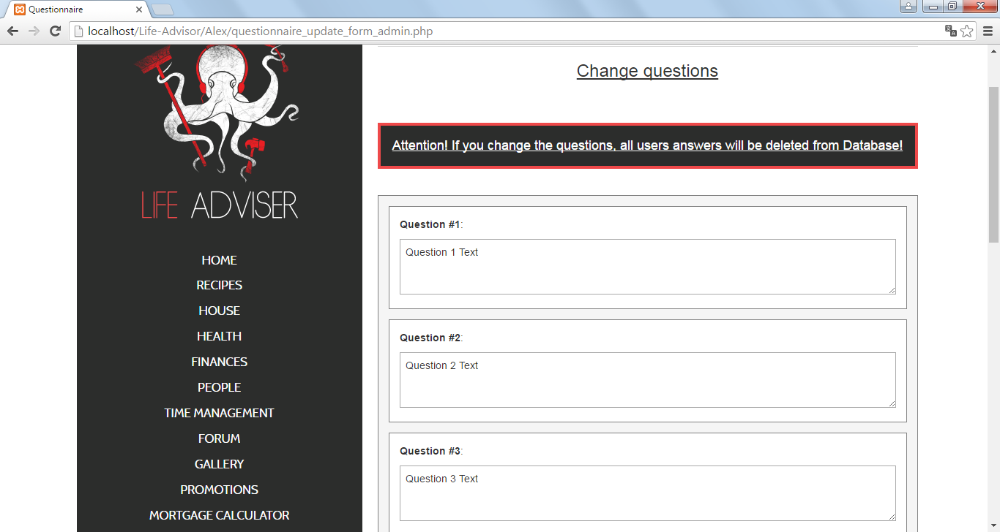 Questionnaire
localhost/Life-Advisor/Alex/questionnaire_update_form_admin.php
LIFE ADVISER
HOME
RECIPES
HOUSE
HEALTH
FINANCES
PEOPLE
TIME MANAGEMENT
FORUM
GALLERY
PROMOTIONS
MORTGAGE CALCULATOR
Change questions
Attention! If you change the questions, all users answers will be deleted from Database!
Question #1:
Question 1 Text
Question #2:
Question 2 Text
Question #3:
Question 3 Text